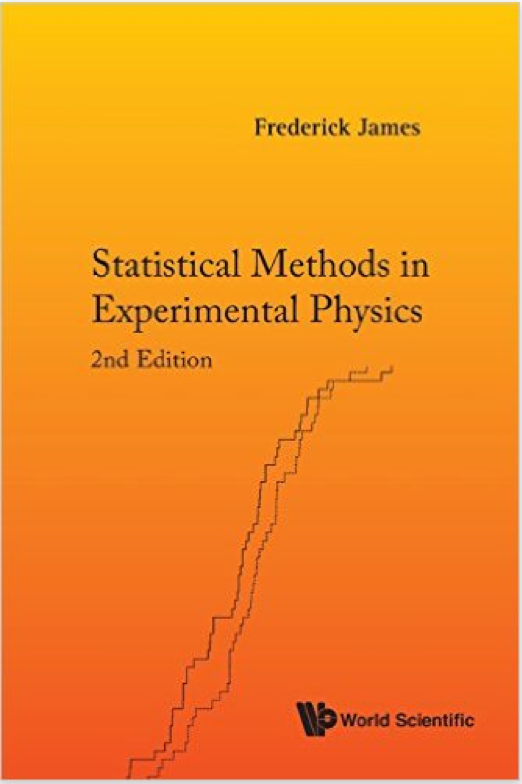 Frederick James
Statistical Methods in
Experimental Physics
2nd Edition
World Scientific